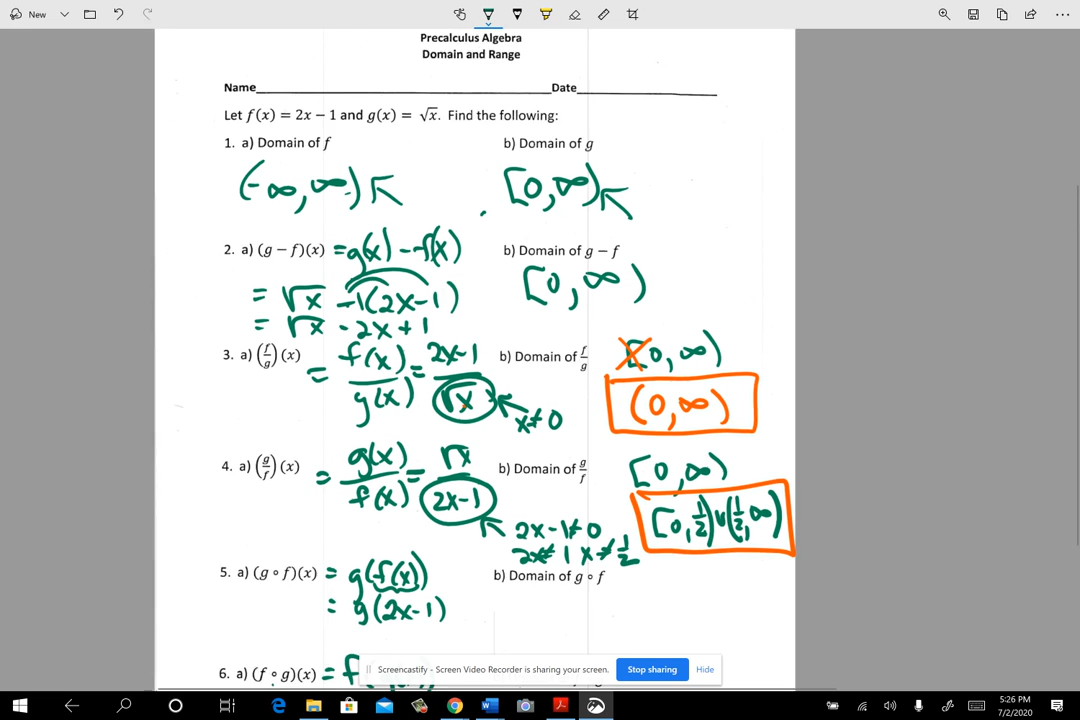 New
Precalculus Algebra
Domain and Range
Name Date
Let f(x) = 2x − 1 and g(x) = √x. Find the following:
1. a) Domain of f b) Domain of g
(-∞, ∞) [0, ∞)
2. a) (g − f)(x) = g(x) - f(x) b) Domain of g − f
= √x -1(2x-1) [0, ∞)
= √x - 2x + 1
3. a) (f/g)(x) = f(x)/g(x) = 2x-1/√x b) Domain of f/g [0, ∞)
x≠0 (0, ∞)
4. a) (g/f)(x) = g(x)/f(x) = √x/2x-1 b) Domain of g/f [0, ∞)
[0, 1/2) ∪ (1/2, ∞)
2x-1≠0
2x≠1 x≠1/2
5. a) (g ∘ f)(x) = g(f(x)) b) Domain of g ∘ f
= g(2x-1)
6. a) (f ∘ g)(x) = f
Screencastify - Screen Video Recorder is sharing your screen. Stop sharing Hide
5:26 PM
7/2/2020